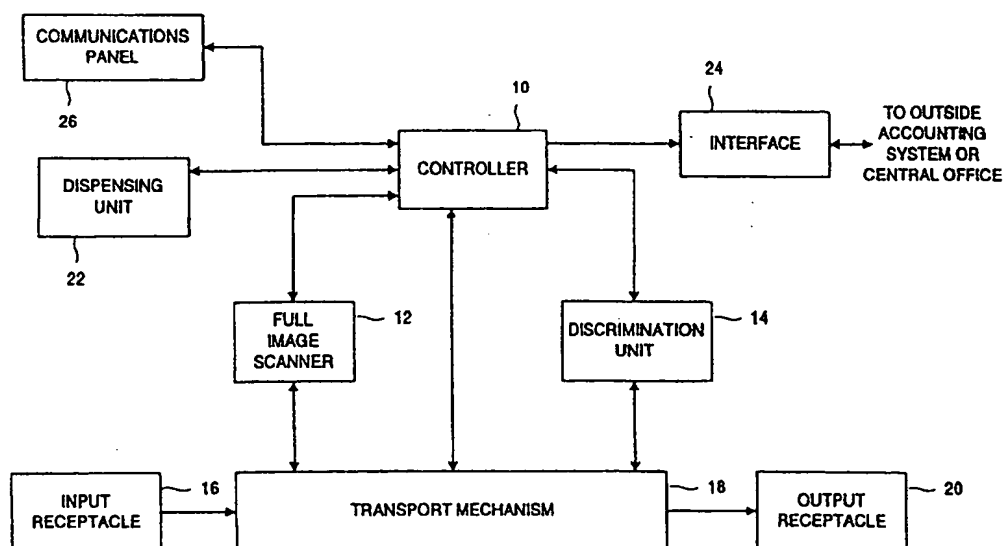 COMMUNICATIONS
PANEL
26
10
24
CONTROLLER
INTERFACE
TO OUTSIDE
ACCOUNTING
SYSTEM OR
CENTRAL OFFICE
DISPENSING
UNIT
22
FULL
IMAGE
SCANNER
12
DISCRIMINATION
UNIT
14
INPUT
RECEPTACLE
16
TRANSPORT MECHANISM
18
OUTPUT
RECEPTACLE
20